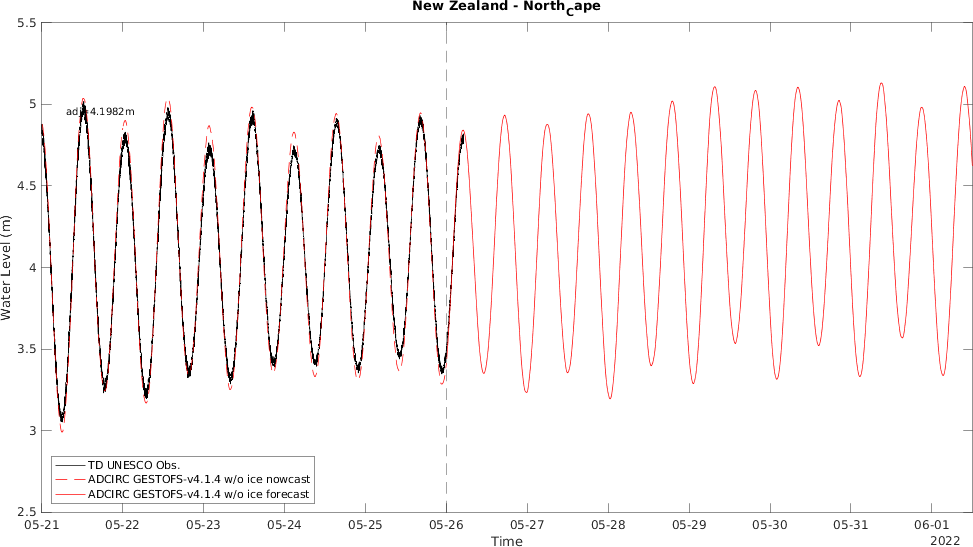 New Zealand - NorthCape
5.5
5
4.5
4
3.5
3
2.5
Water Level (m)
adj=4.1982m
TD UNESCO Obs.
ADCIRC GESTOFS-v4.1.4 w/o ice nowcast
ADCIRC GESTOFS-v4.1.4 w/o ice forecast
05-21 05-22 05-23 05-24 05-25 05-26 05-27 05-28 05-29 05-30 05-31 06-01
Time
2022